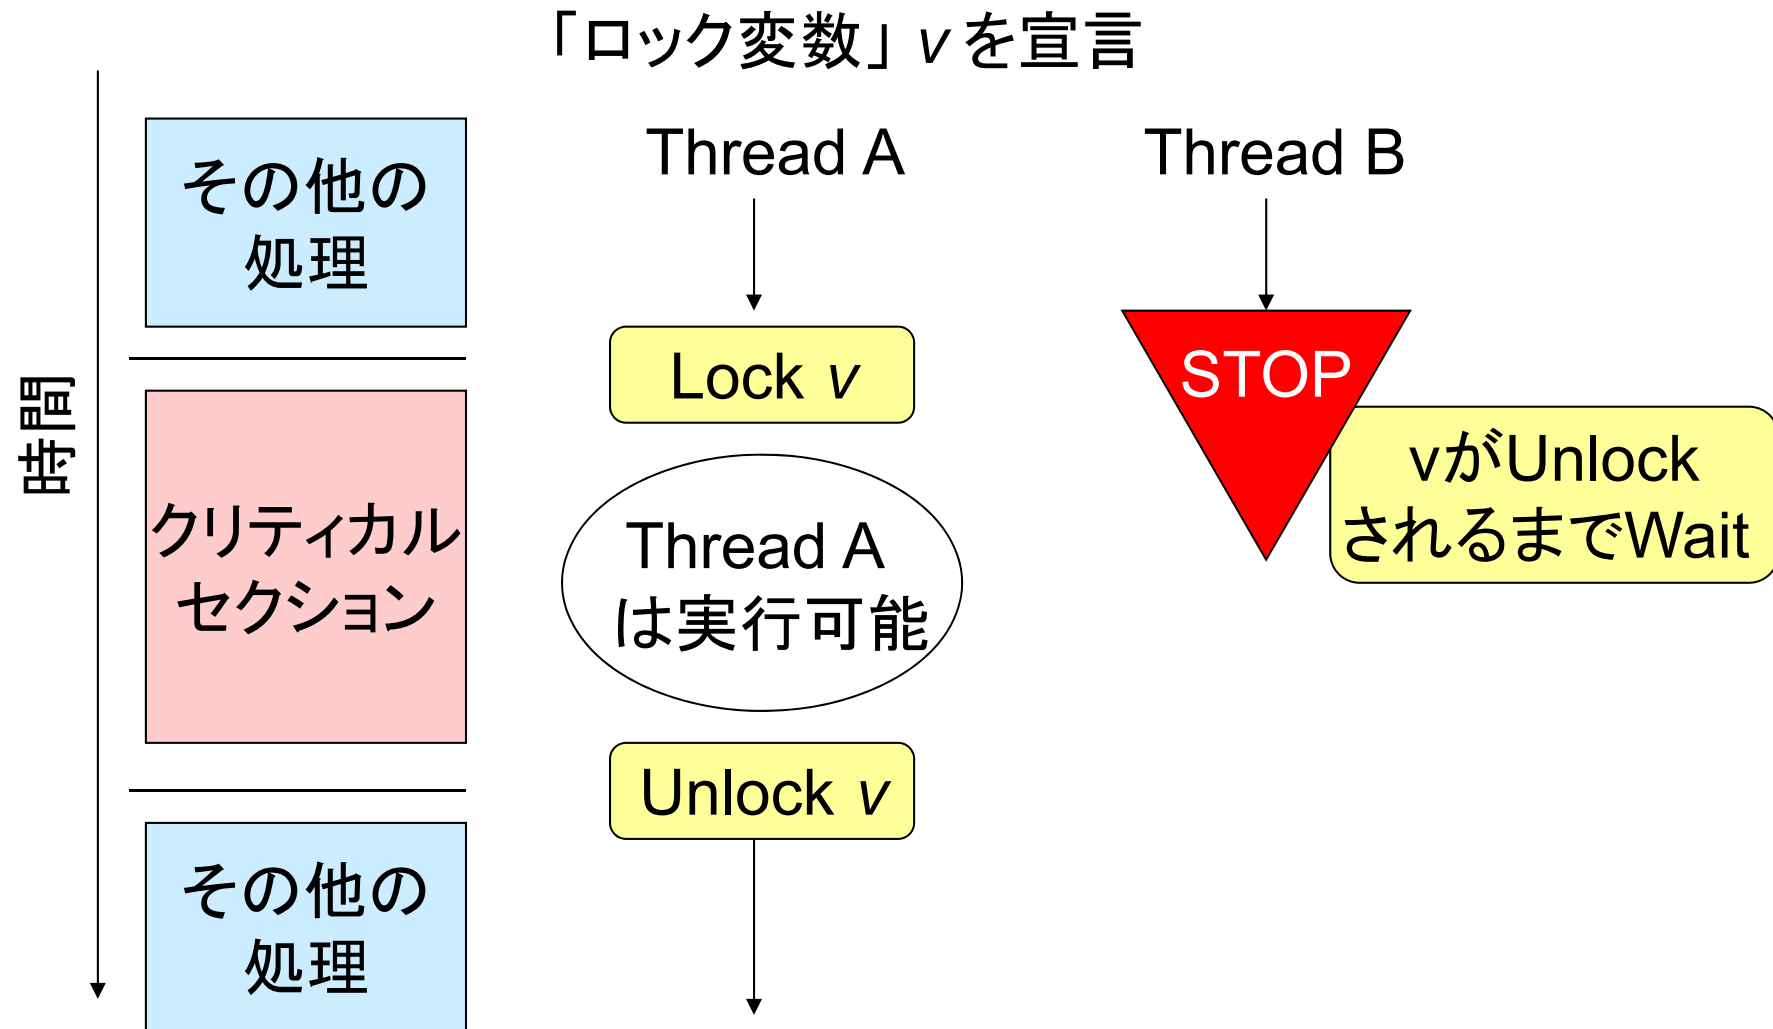 「ロック変数」 v を宣言
時間
その他の
処理
クリティカル
セクション
その他の
処理
Thread A
Lock v
Thread A
は実行可能
Unlock v
Thread B
STOP
vがUnlock
されるまでWait